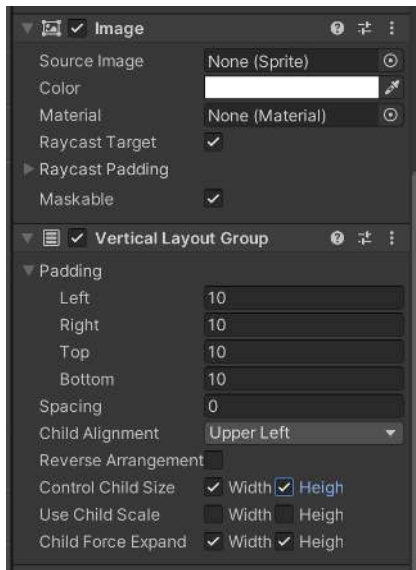 Image
Source Image None (Sprite)
Color
Material None (Material)
Raycast Target
Raycast Padding
Maskable
Vertical Layout Group
Padding
Left 10
Right 10
Top 10
Bottom 10
Spacing 0
Child Alignment Upper Left
Reverse Arrangement
Control Child Size Width Heigh
Use Child Scale Width Heigh
Child Force Expand Width Heigh